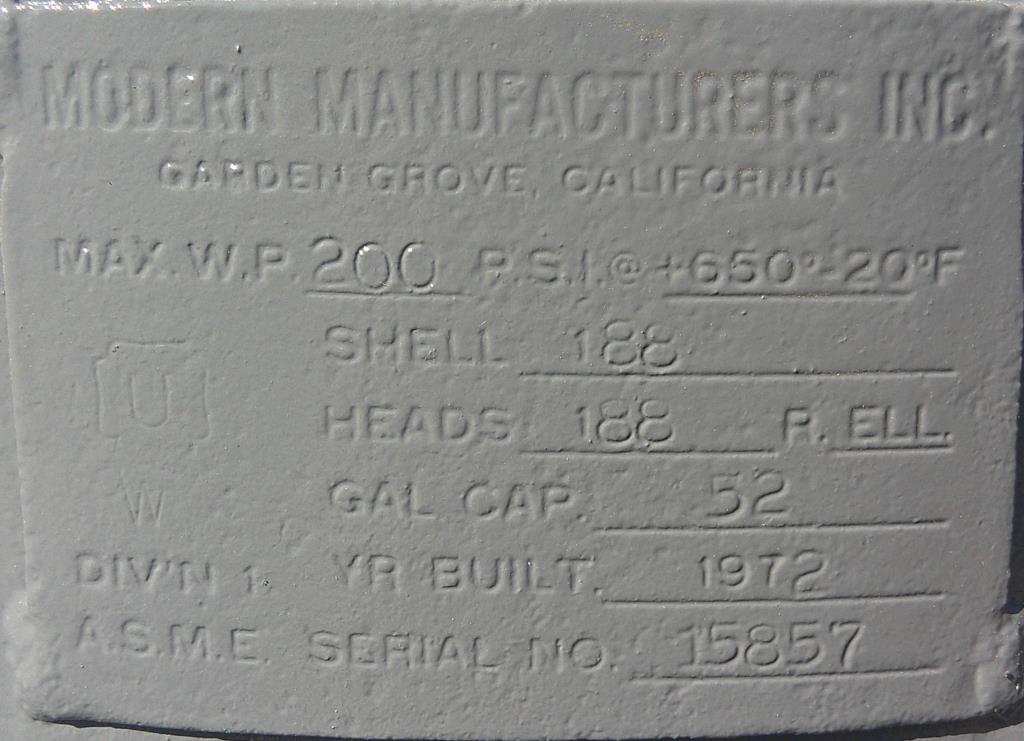 MODERN MANUFACTURERS INC.
GARDEN GROVE, CALIFORNIA
MAX. W.P. 200 P.S.I. @ +650°-20°F
SHELL 188
U
HEADS 188 R. ELL.
W
GAL CAP. 52
DIV'N 1 YR BUILT. 1972
A.S.M.E. SERIAL NO. 15857